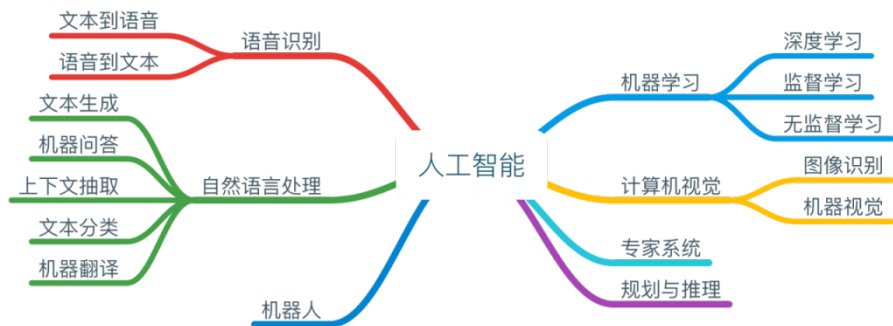 文本到语音
语音到文本
语音识别
文本生成
机器问答
上下文抽取
文本分类
机器翻译
自然语言处理
机器人
人工智能
机器学习
深度学习
监督学习
无监督学习
计算机视觉
图像识别
机器视觉
专家系统
规划与推理